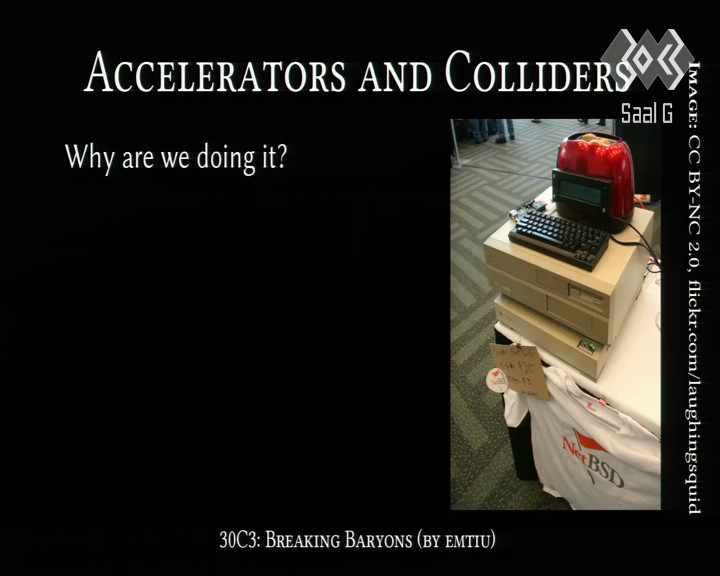 Accelerators and Colliders
Saal G
Why are we doing it?
Image: CC BY-NC 2.0, flickr.com/laughingsquid
NetBSD
30C3: Breaking Baryons (by emtiu)